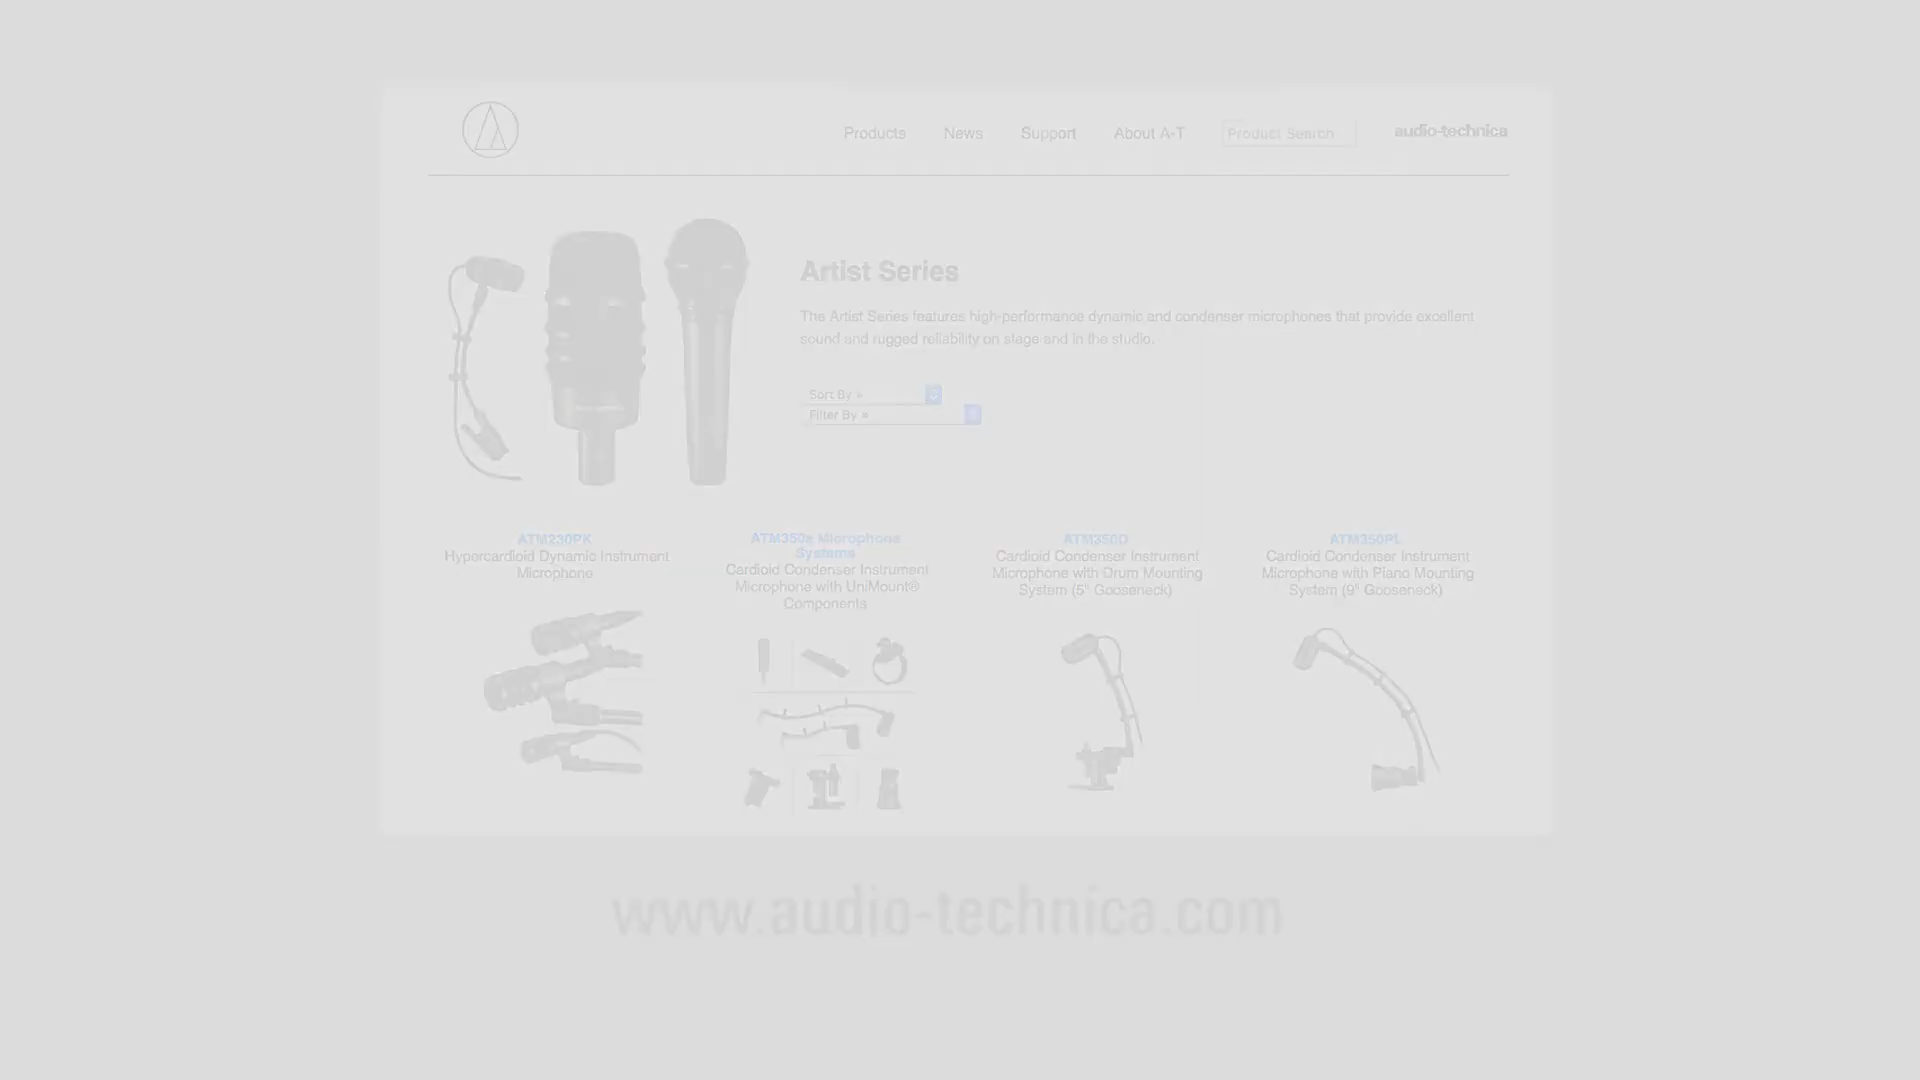 Products News Support About A-T Product Search audio-technica
Artist Series
The Artist Series features high-performance dynamic and condenser microphones that provide excellent
sound and rugged reliability on stage and in the studio.
Sort By »
Filter By »
ATM230PK
Hypercardioid Dynamic Instrument
Microphone
ATM350a Microphone
Systems
Cardioid Condenser Instrument
Microphone with UniMount®
Components
ATM350D
Cardioid Condenser Instrument
Microphone with Drum Mounting
System (5" Gooseneck)
ATM350PL
Cardioid Condenser Instrument
Microphone with Piano Mounting
System (9" Gooseneck)
www.audio-technica.com